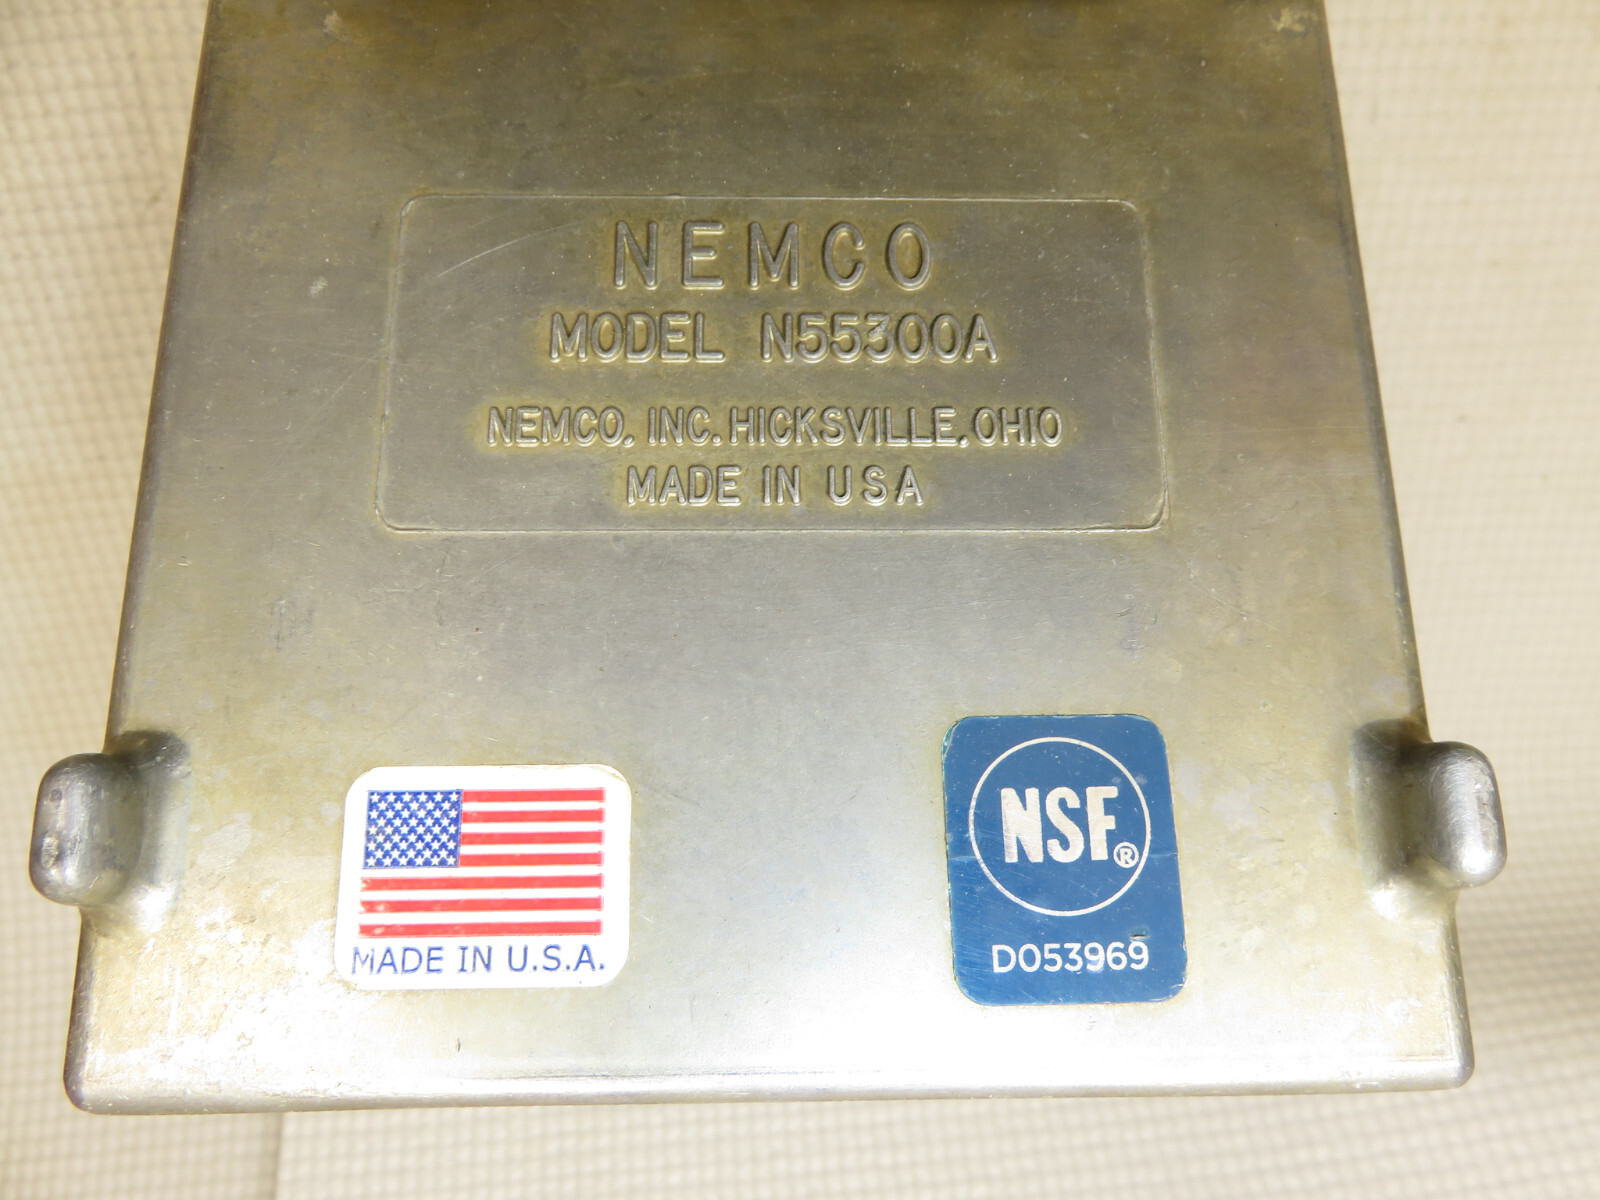 NEMCO
MODEL N55300A
NEMCO, INC. HICKSVILLE, OHIO
MADE IN USA
MADE IN U.S.A.
NSF®
D053969